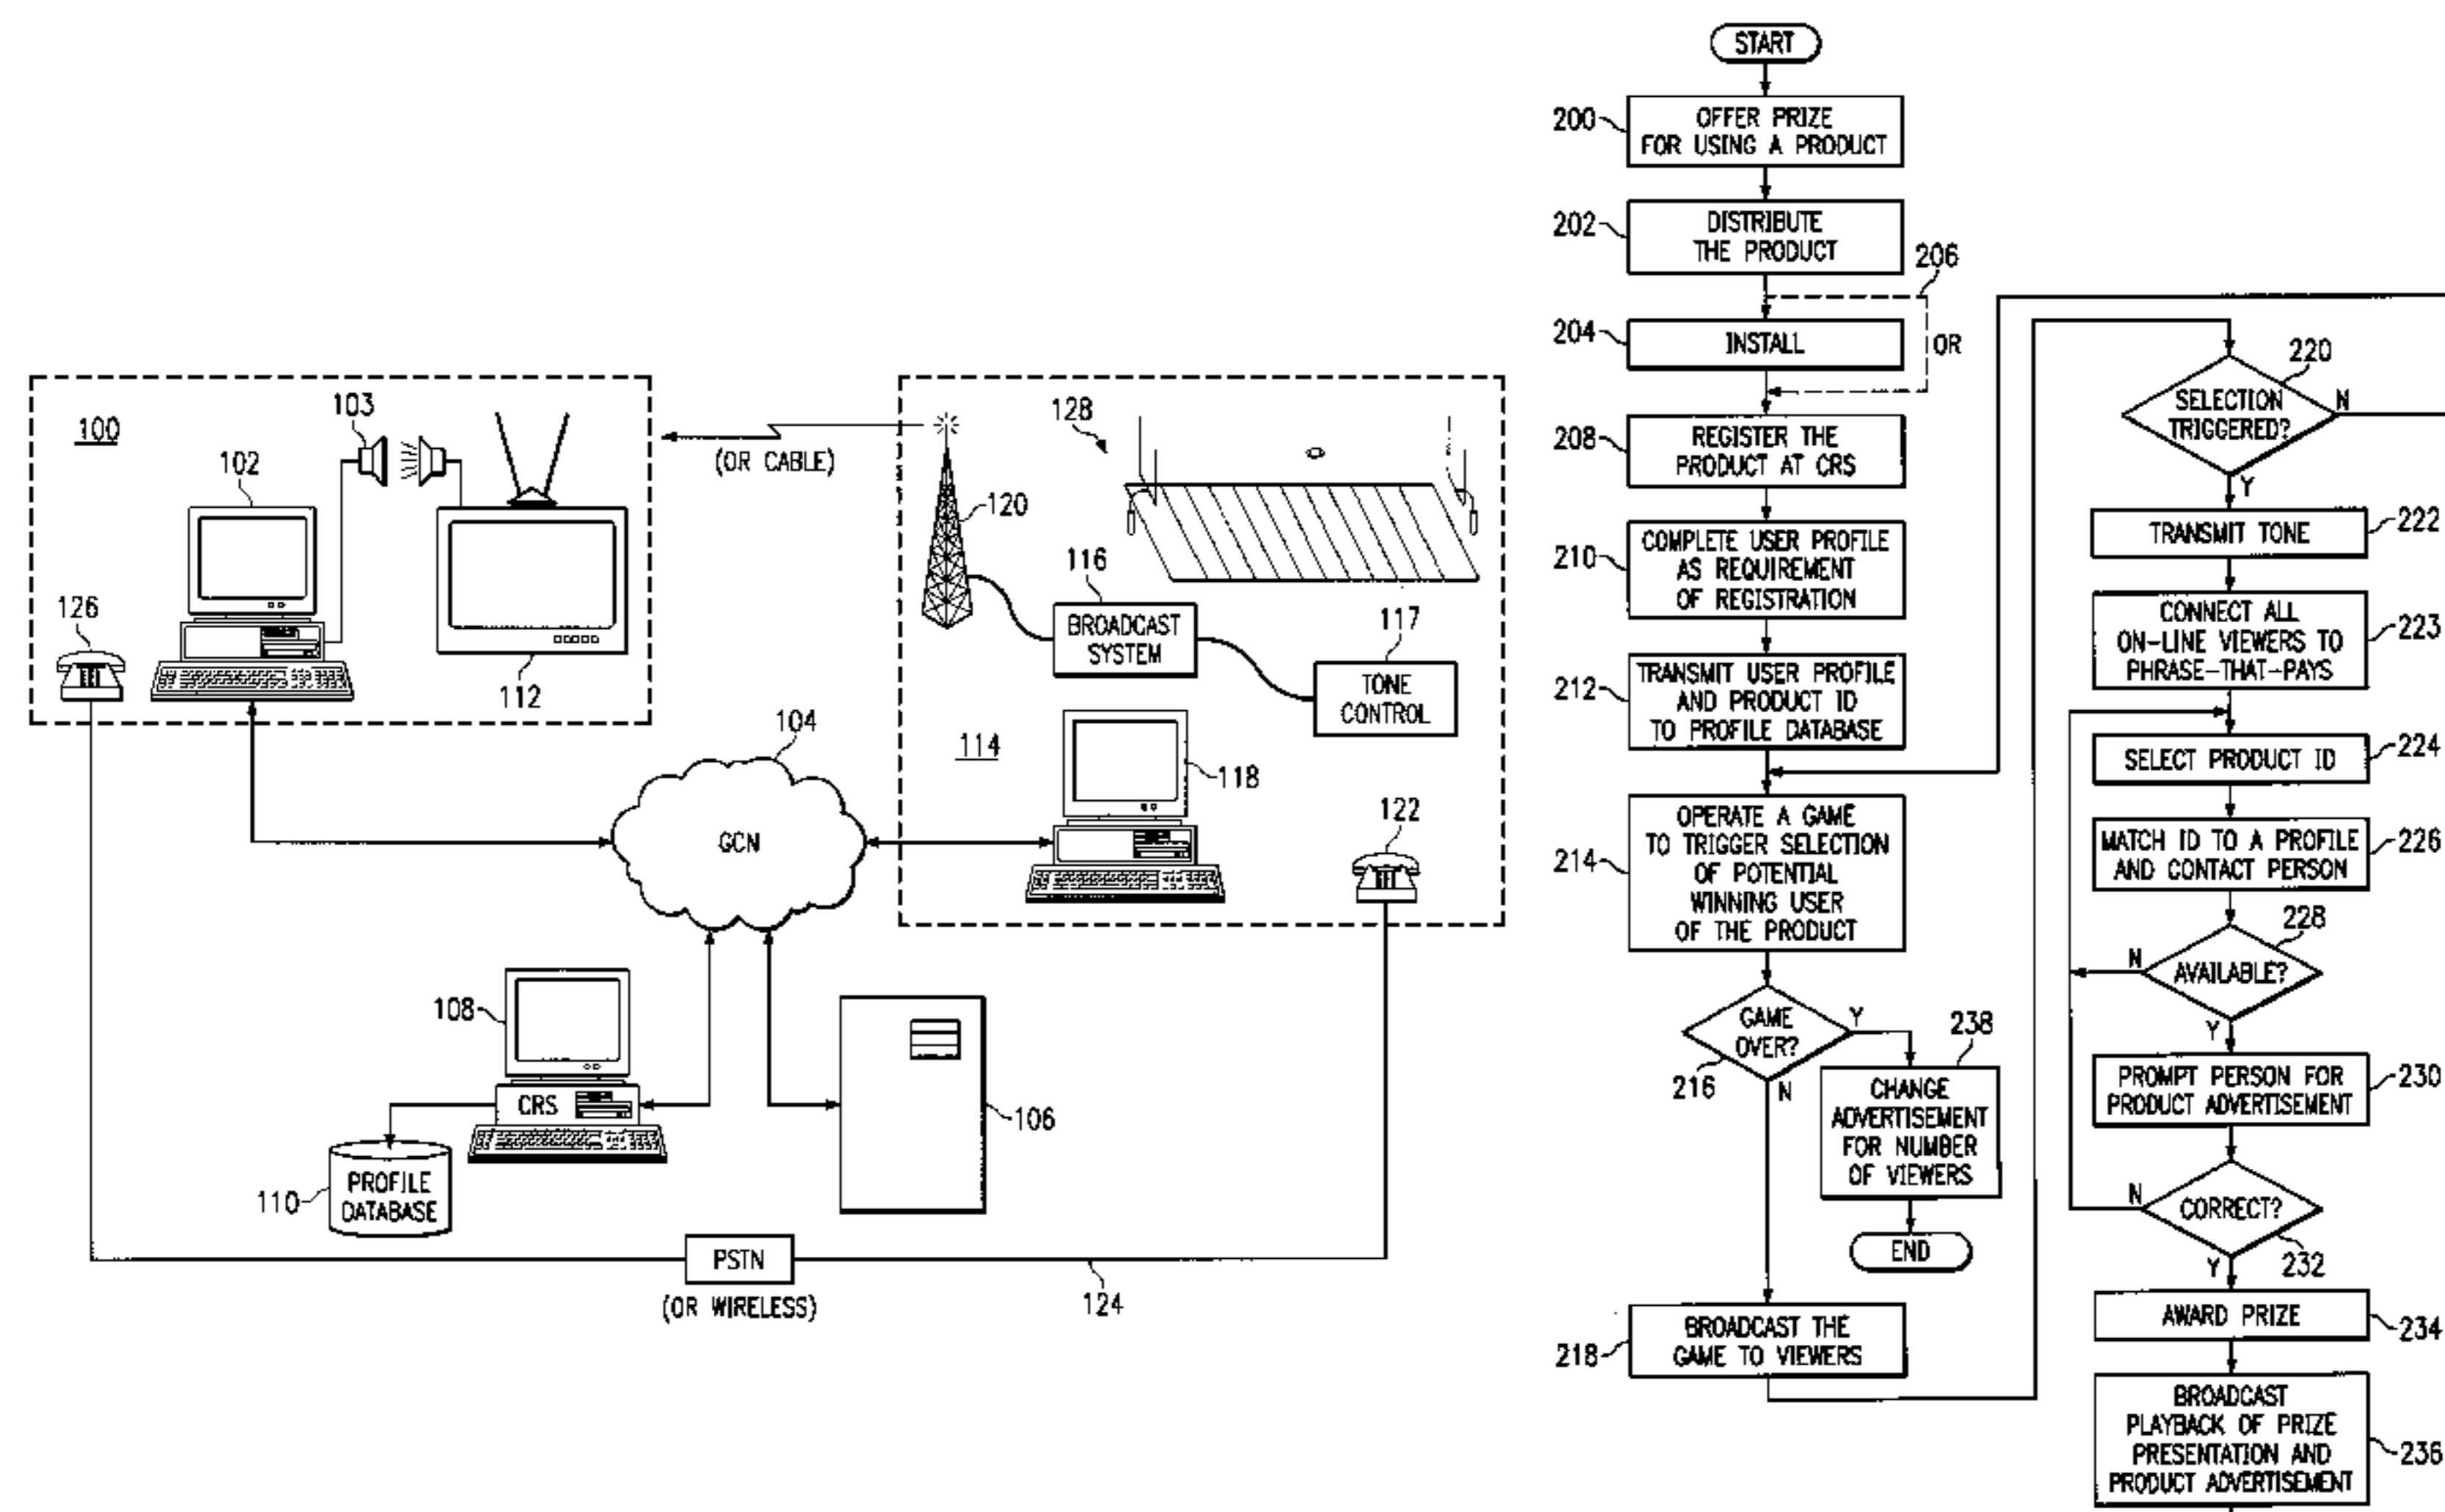 100
103
102
126
112
(OR CABLE)
128
120
116
BROADCAST
SYSTEM
117
TONE
CONTROL
114
118
122
104
GCN
108
CRS
106
110
PROFILE
DATABASE
PSTN
(OR WIRELESS)
124
START
200
OFFER PRIZE
FOR USING A PRODUCT
202
DISTRIBUTE
THE PRODUCT
206
204
INSTALL
OR
208
REGISTER THE
PRODUCT AT CRS
210
COMPLETE USER PROFILE
AS REQUIREMENT
OF REGISTRATION
212
TRANSMIT USER PROFILE
AND PRODUCT ID
TO PROFILE DATABASE
214
OPERATE A GAME
TO TRIGGER SELECTION
OF POTENTIAL
WINNING USER
OF THE PRODUCT
GAME
OVER?
Y
216
N
238
CHANGE
ADVERTISEMENT
FOR NUMBER
OF VIEWERS
END
218
BROADCAST THE
GAME TO VIEWERS
220
SELECTION
TRIGGERED?
N
Y
TRANSMIT TONE
222
CONNECT ALL
ON-LINE VIEWERS TO
PHRASE-THAT-PAYS
223
SELECT PRODUCT ID
224
MATCH ID TO A PROFILE
AND CONTACT PERSON
226
228
AVAILABLE?
N
Y
PROMPT PERSON FOR
PRODUCT ADVERTISEMENT
230
CORRECT?
N
Y
232
AWARD PRIZE
234
BROADCAST
PLAYBACK OF PRIZE
PRESENTATION AND
PRODUCT ADVERTISEMENT
236